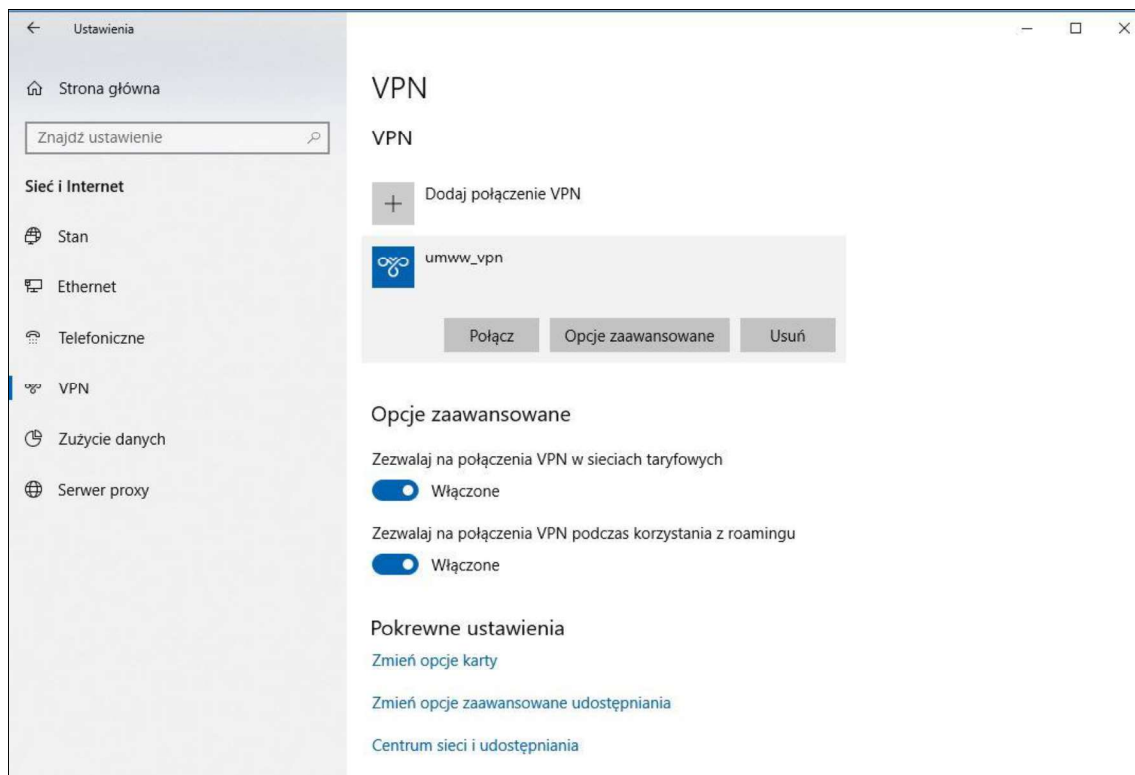 Ustawienia
Strona główna
Znajdź ustawienie
Sieć i Internet
Stan
Ethernet
Telefoniczne
VPN
Zużycie danych
Serwer proxy
VPN
VPN
Dodaj połączenie VPN
umww_vpn
Połącz Opcje zaawansowane Usuń
Opcje zaawansowane
Zezwalaj na połączenia VPN w sieciach taryfowych
Włączone
Zezwalaj na połączenia VPN podczas korzystania z roamingu
Włączone
Pokrewne ustawienia
Zmień opcje karty
Zmień opcje zaawansowane udostępniania
Centrum sieci i udostępniania